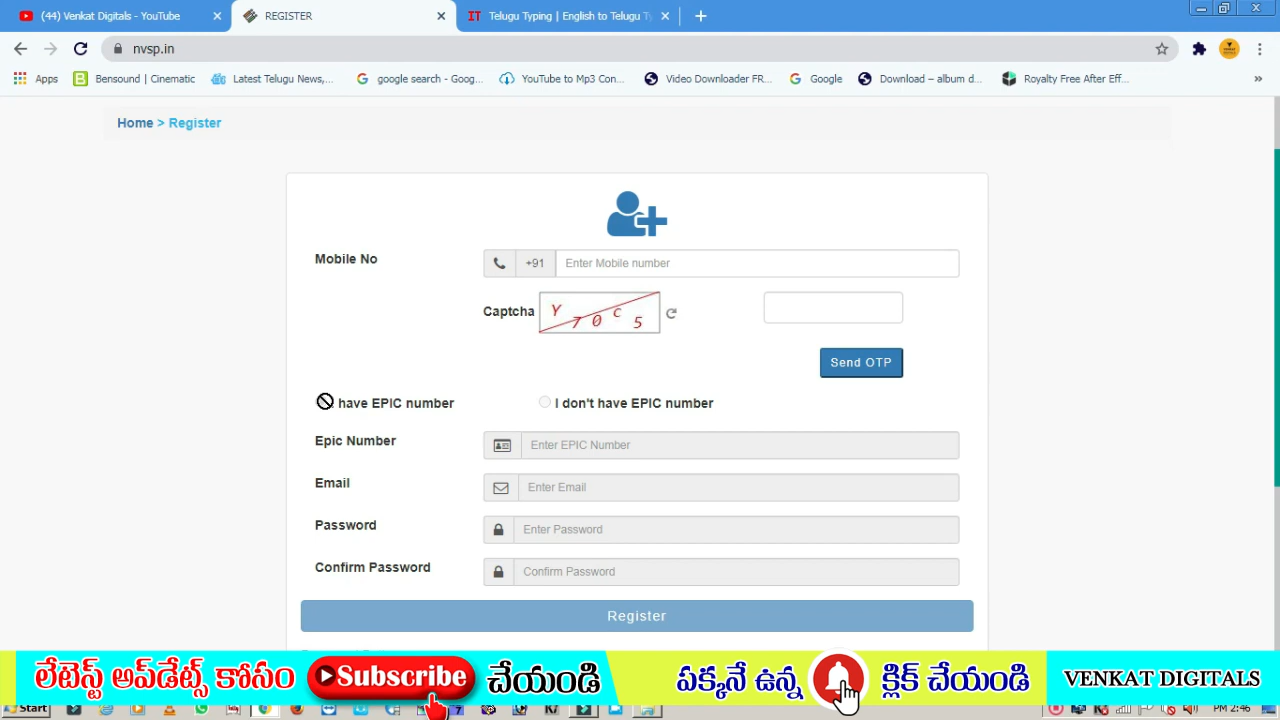 (44) Venkat Digitals - YouTube
REGISTER
Telugu Typing | English to Telugu Ty
nvsp.in
Apps
Bensound | Cinematic
Latest Telugu News,...
google search - Goog...
YouTube to Mp3 Con...
Video Downloader FR...
Google
Download – album d...
Royalty Free After Eff...
»
Home > Register
Mobile No
+91
Enter Mobile number
Captcha
Y 7 0 C 5
Send OTP
have EPIC number
I don't have EPIC number
Epic Number
Enter EPIC Number
Email
Enter Email
Password
Enter Password
Confirm Password
Confirm Password
Register
లేటెస్ట్ అప్‌డేట్స్ కోసం
Subscribe
చేయండి
పక్కనే ఉన్న
క్లిక్ చేయండి
VENKAT DIGITALS
Start
PM 2:46